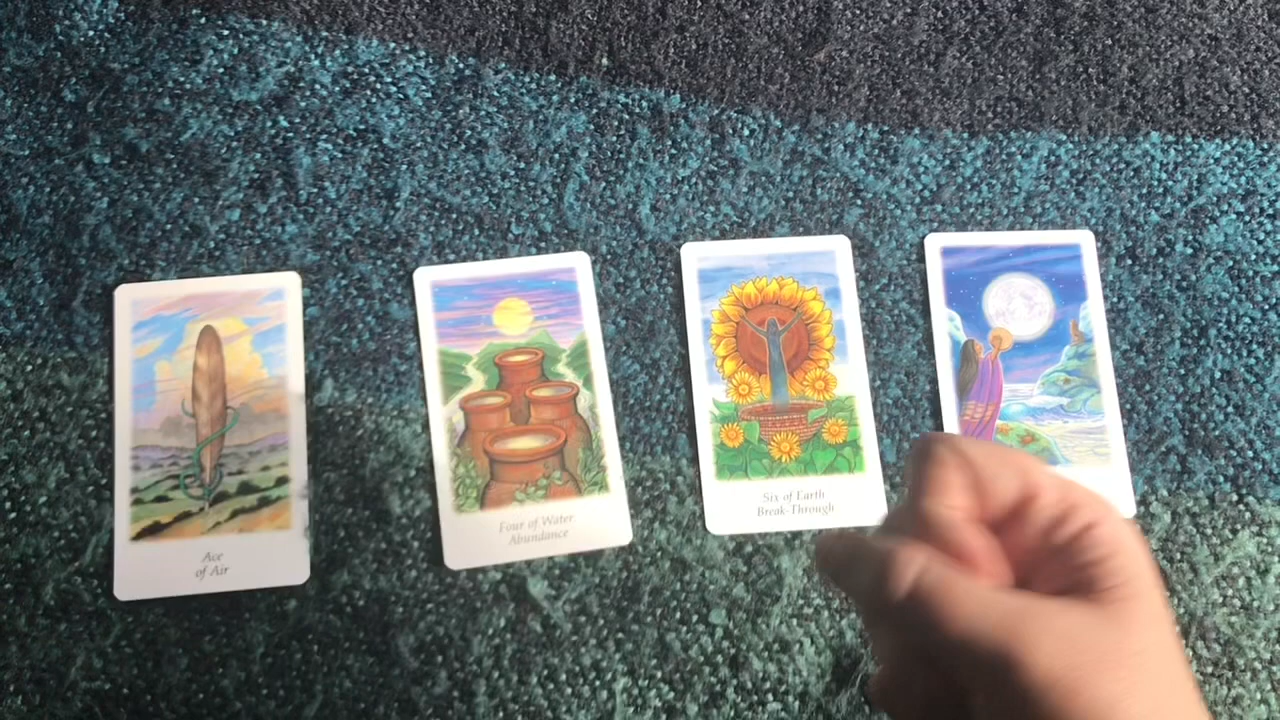 Ace
of Air
Four of Water
Abundance
Six of Earth
Break-Through